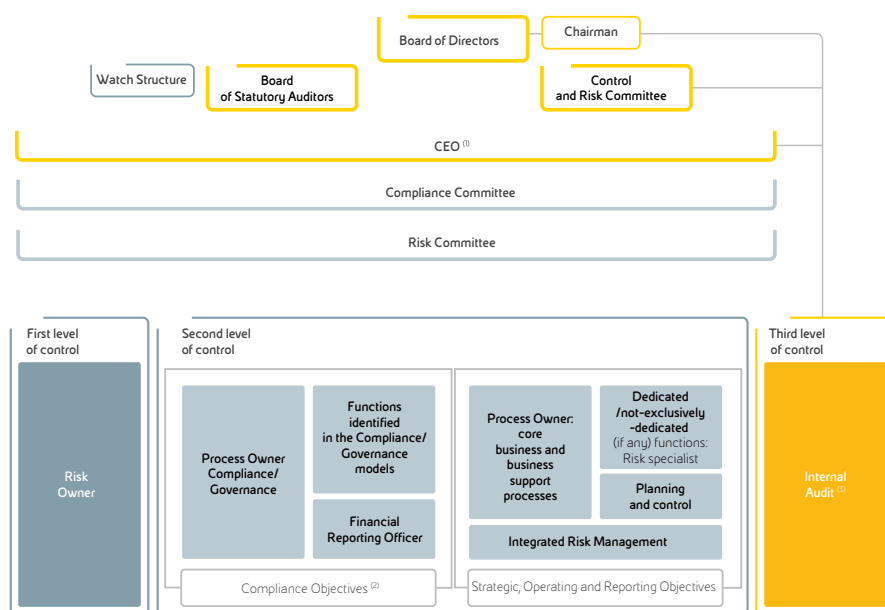 Board of Directors
Chairman
Watch Structure
Board
of Statutory Auditors
Control
and Risk Committee
CEO (1)
Compliance Committee
Risk Committee
First level
of control
Risk
Owner
Second level
of control
Process Owner
Compliance/
Governance
Functions
identified
in the Compliance/
Governance
models
Financial
Reporting Officer
Compliance Objectives (2)
Process Owner:
core
business and
business
support
processes
Dedicated
/not-exclusively
-dedicated
(if any) functions:
Risk specialist
Planning
and control
Integrated Risk Management
Strategic, Operating and Reporting Objectives
Third level
of control
Internal
Audit (1)